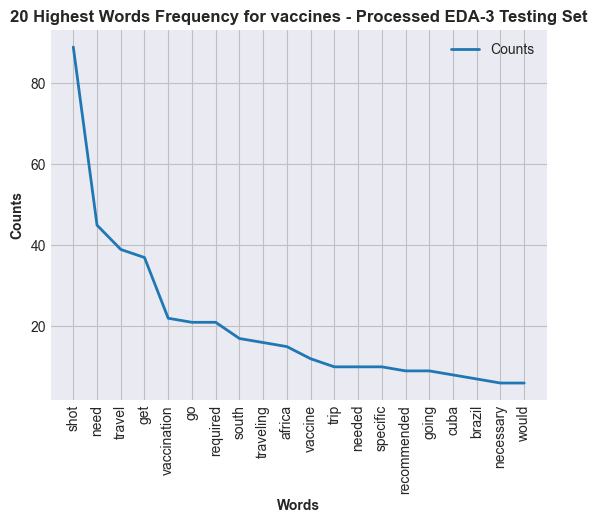 20 Highest Words Frequency for vaccines - Processed EDA-3 Testing Set
Counts
80
60
40
20
Counts
shot
need
travel
get
vaccination
go
required
south
traveling
africa
vaccine
trip
needed
specific
recommended
going
cuba
brazil
necessary
would
Words